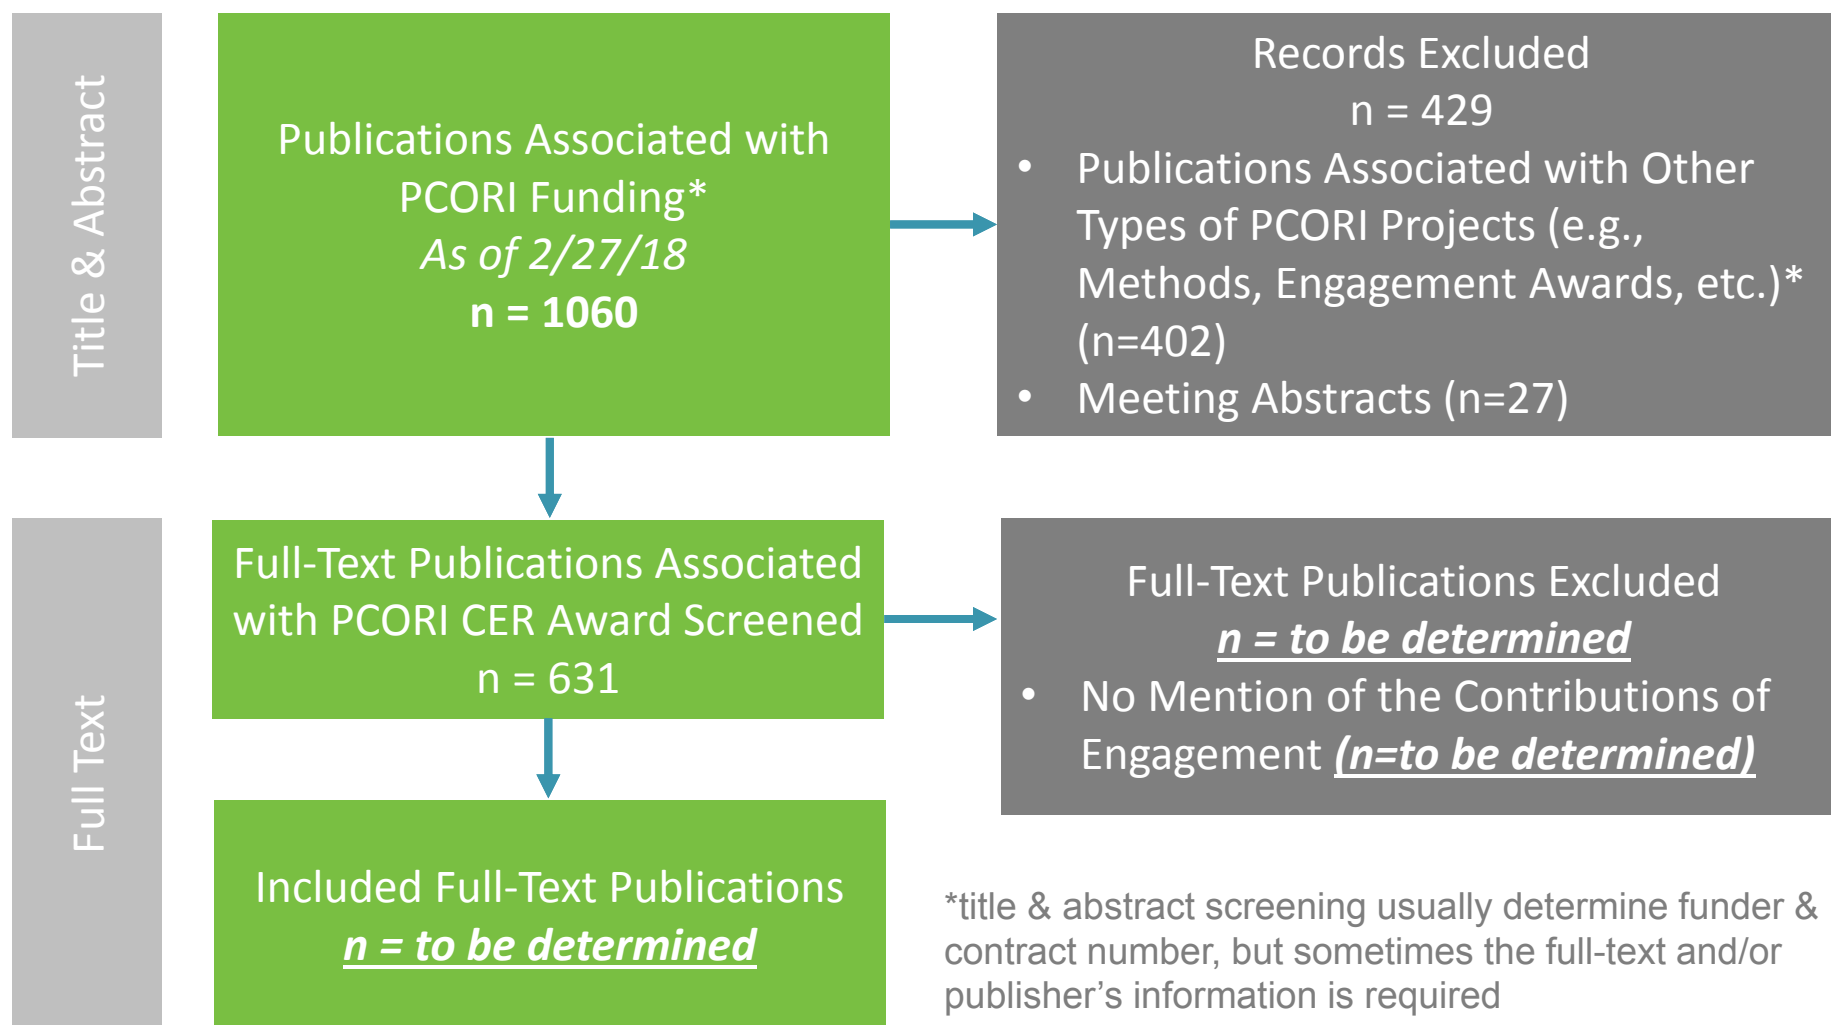 Title & Abstract
Publications Associated with
PCORI Funding*
As of 2/27/18
n = 1060
Records Excluded
n = 429
• Publications Associated with Other
Types of PCORI Projects (e.g.,
Methods, Engagement Awards, etc.)*
(n=402)
• Meeting Abstracts (n=27)
Full Text
Full-Text Publications Associated
with PCORI CER Award Screened
n = 631
Full-Text Publications Excluded
n = to be determined
• No Mention of the Contributions of
Engagement (n=to be determined)
Included Full-Text Publications
n = to be determined
*title & abstract screening usually determine funder &
contract number, but sometimes the full-text and/or
publisher’s information is required